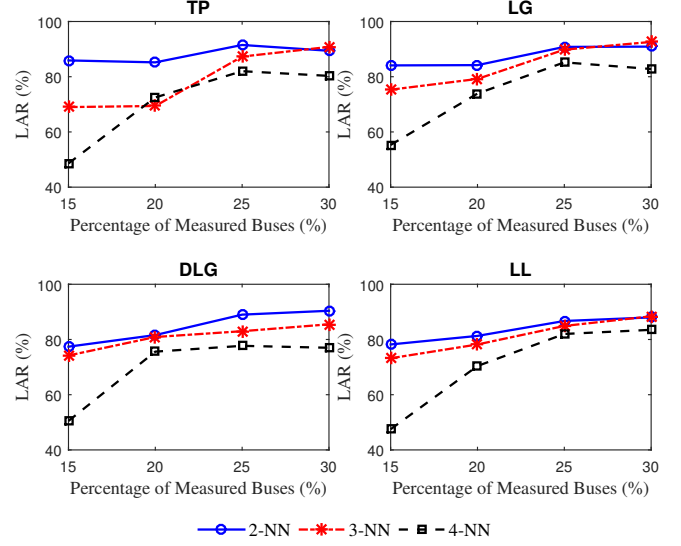 TP
LG
100
80
60
40
LAR (%)
15 20 25 30
Percentage of Measured Buses (%)
100
80
60
40
LAR (%)
15 20 25 30
Percentage of Measured Buses (%)
DLG
LL
100
80
60
40
LAR (%)
15 20 25 30
Percentage of Measured Buses (%)
100
80
60
40
LAR (%)
15 20 25 30
Percentage of Measured Buses (%)
2-NN 3-NN 4-NN